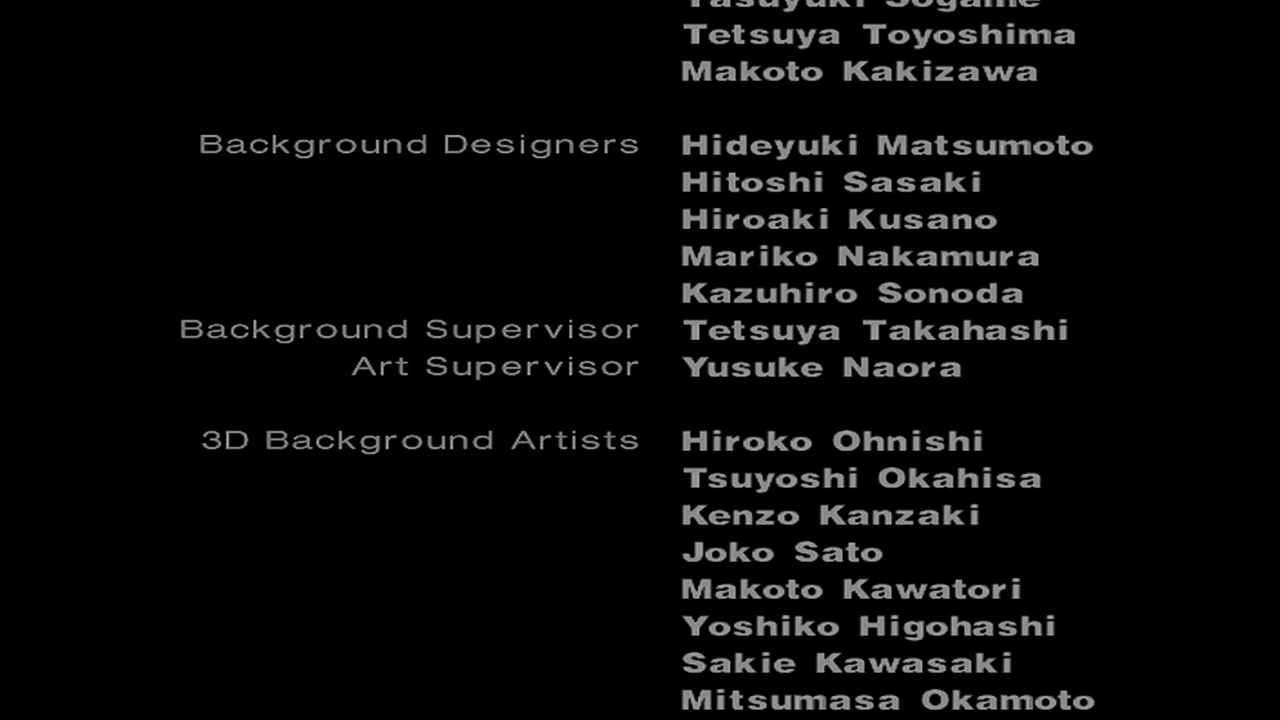 Yasuyuki Sogame
Tetsuya Toyoshima
Makoto Kakizawa
Background Designers Hideyuki Matsumoto
Hitoshi Sasaki
Hiroaki Kusano
Mariko Nakamura
Kazuhiro Sonoda
Background Supervisor Tetsuya Takahashi
Art Supervisor Yusuke Naora
3D Background Artists Hiroko Ohnishi
Tsuyoshi Okahisa
Kenzo Kanzaki
Joko Sato
Makoto Kawatori
Yoshiko Higohashi
Sakie Kawasaki
Mitsumasa Okamoto